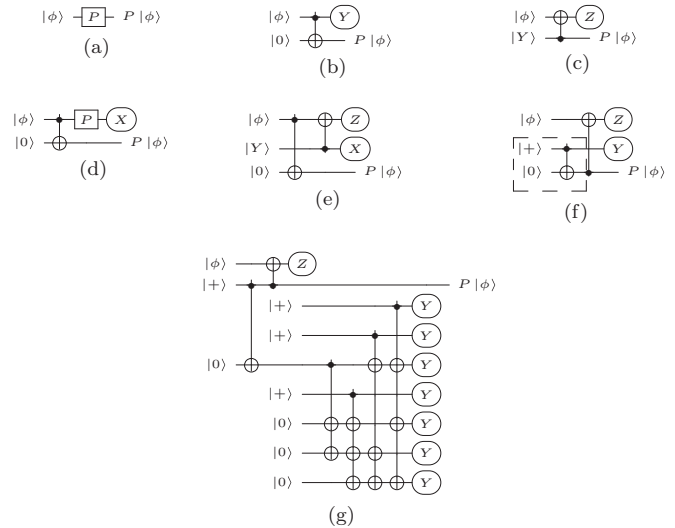 |ϕ⟩ P P |ϕ⟩
(a)
|ϕ⟩ Y
|0⟩ P |ϕ⟩
(b)
|ϕ⟩ Z
|Y⟩ P |ϕ⟩
(c)
|ϕ⟩ P X
|0⟩ P |ϕ⟩
(d)
|ϕ⟩ Z
|Y⟩ X
|0⟩ P |ϕ⟩
(e)
|ϕ⟩ Z
|+⟩ Y
|0⟩ P |ϕ⟩
(f)
|ϕ⟩ Z
|+⟩ P |ϕ⟩
|+⟩ Y
|+⟩ Y
|0⟩ Y
|+⟩ Y
|0⟩ Y
|0⟩ Y
|0⟩ Y
(g)